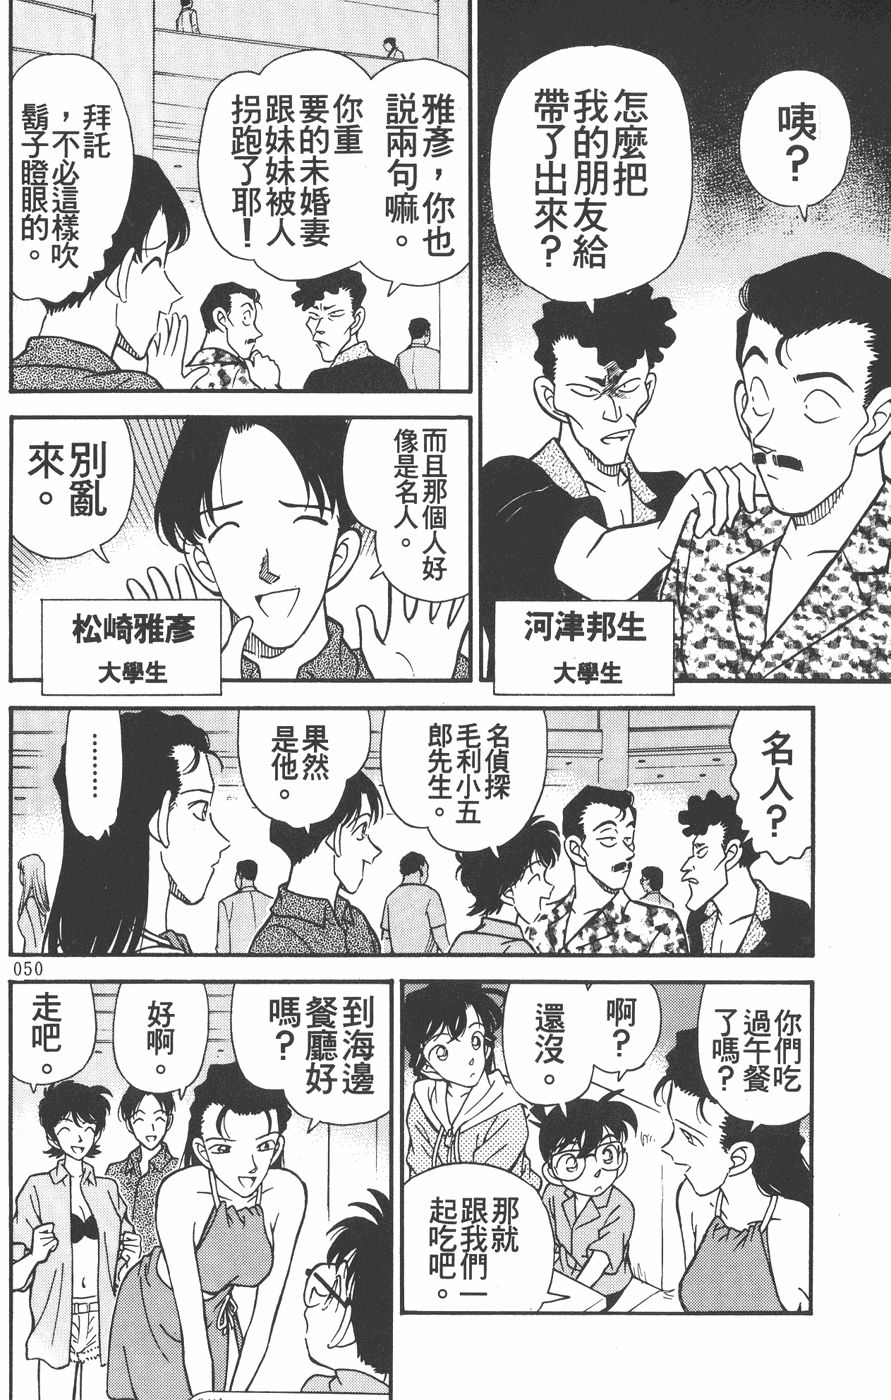 咦？
怎麼把
我的朋友給
帶了出來？
河津邦生
大學生
雅彥，你也
說兩句嘛。
你重
要的未婚妻
跟妹妹被人
拐跑了耶！
拜託
，不必這樣吹
鬍子瞪眼的。
而且那個人好
像是名人。
別亂
來。
松崎雅彥
大學生
名人？
名偵探
毛利小五
郎先生。
果然
是他。
………
050
你們吃
過午餐
了嗎？
啊？
還沒。
那就
跟我們一
起吃吧。
到海邊
餐廳好
嗎？
好啊。
走吧。